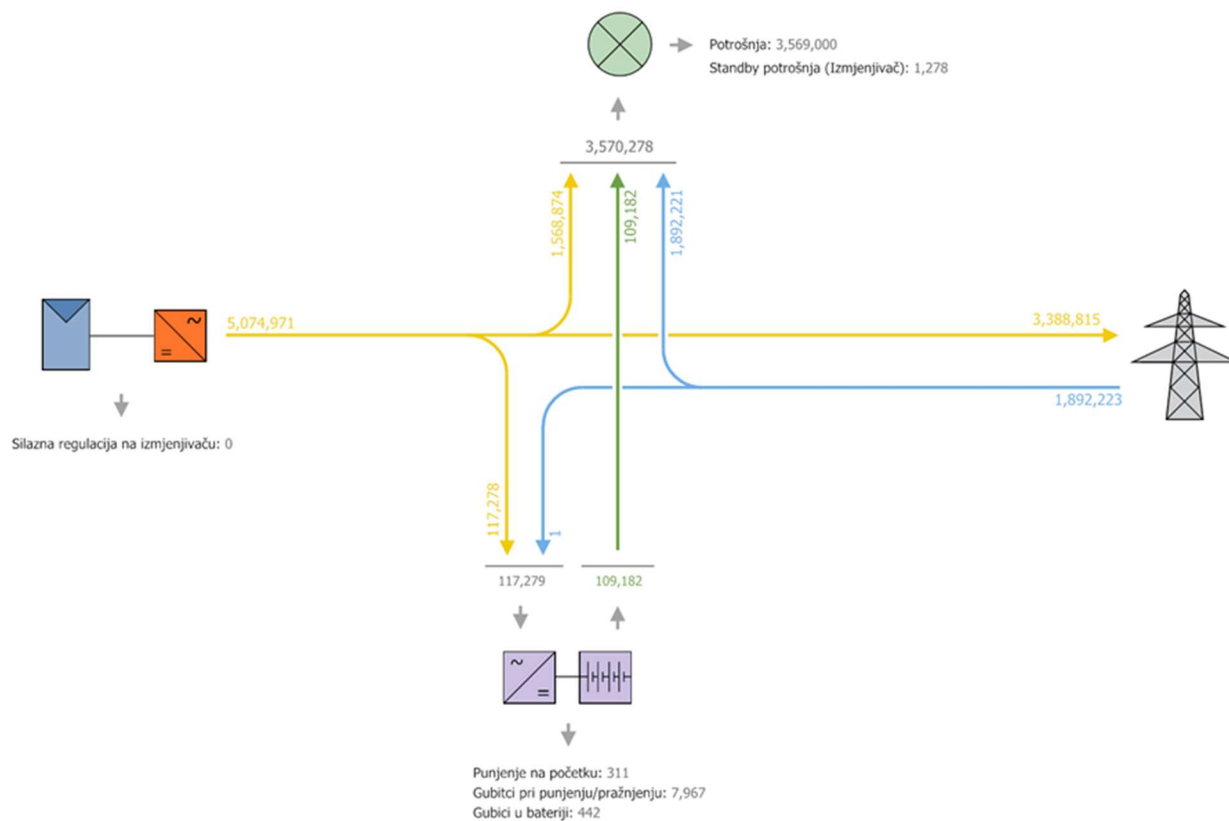 Potrošnja: 3,569,000
Standby potrošnja (Izmjenjivač): 1,278
3,570,278
1,568,874
109,182
1,892,221
5,074,971
3,388,815
1,892,223
Silazna regulacija na izmjenjivaču: 0
117,278
1
117,279
109,182
Punjenje na početku: 311
Gubitci pri punjenju/pražnjenju: 7,967
Gubici u bateriji: 442